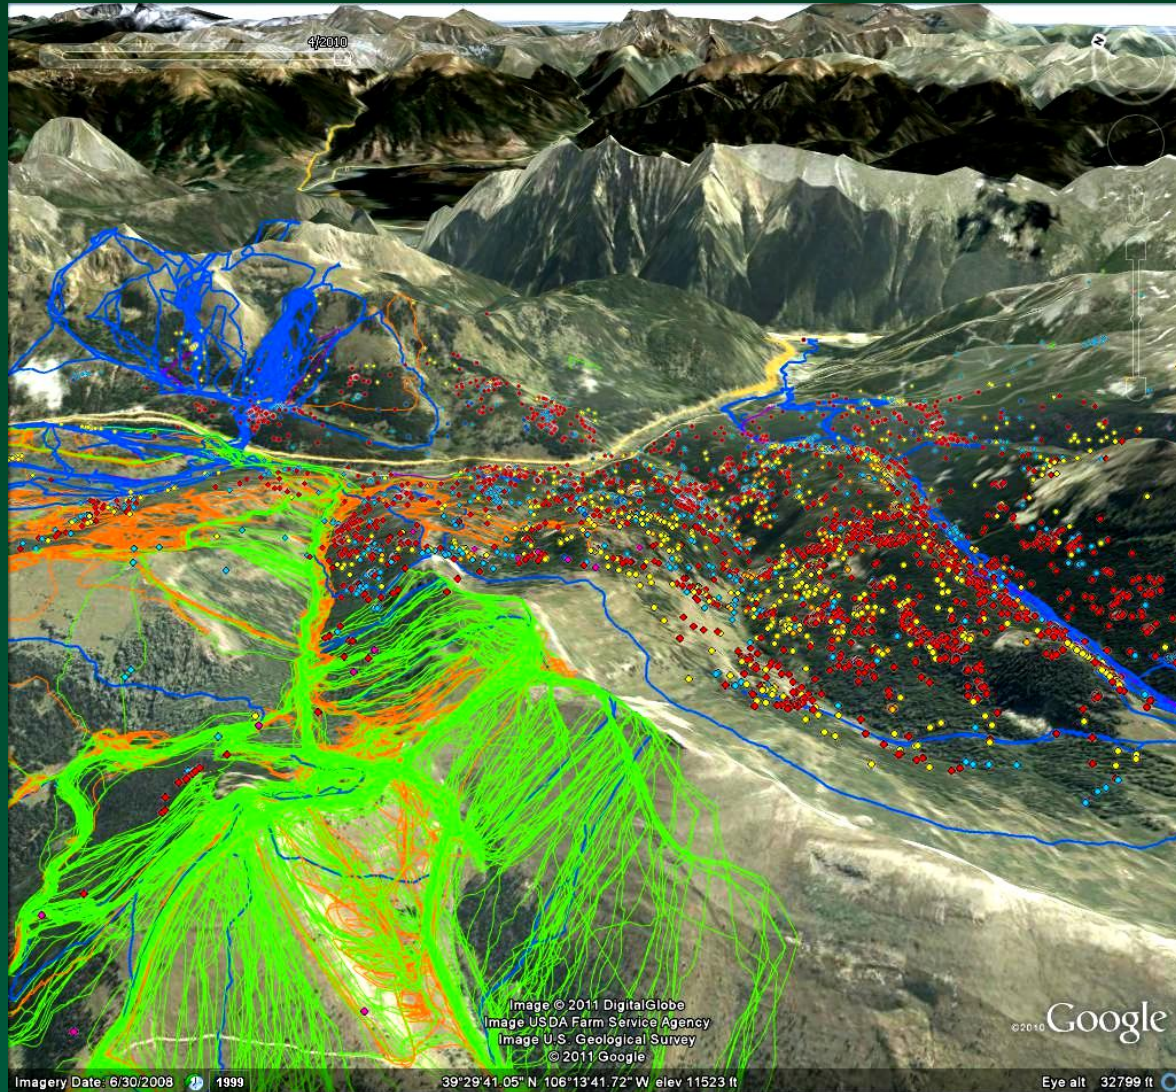 4/2010
N
Image © 2011 DigitalGlobe
Image USDA Farm Service Agency
Image U.S. Geological Survey
© 2011 Google
©2010 Google
Imagery Date: 6/30/2008 1999 39°29'41.05" N 106°13'41.72" W elev 11523 ft Eye alt 32799 ft